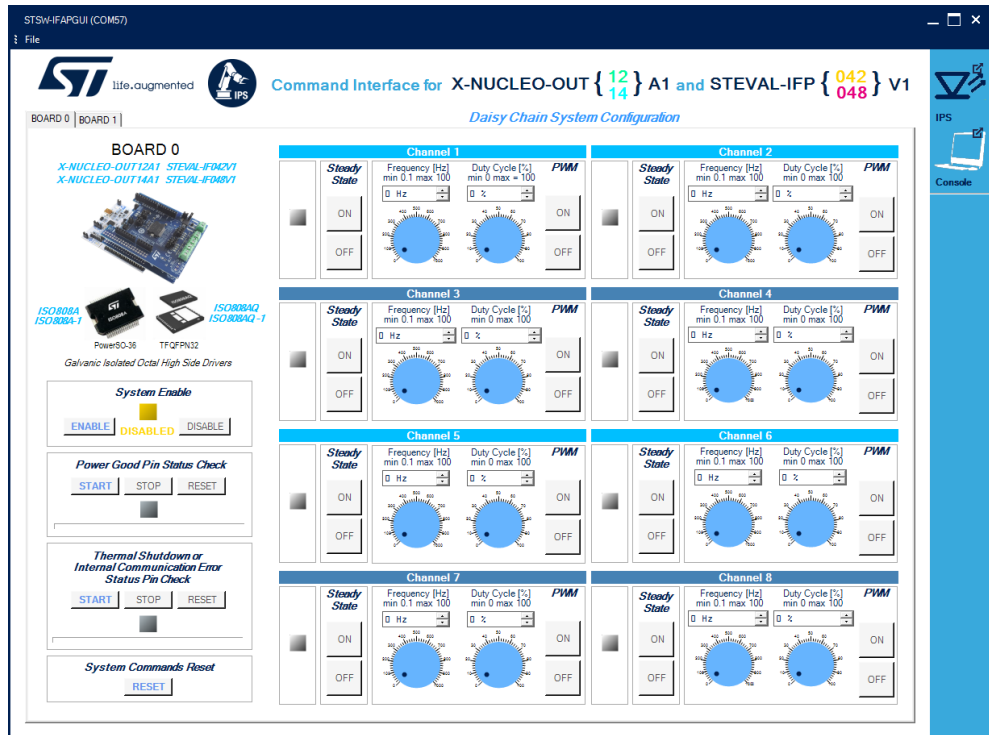 STSW-IFAPGUI (COM57)
File
ST life.augmented
IPS
Command Interface for X-NUCLEO-OUT { 12 14 } A1 and STEVAL-IFP { 042 048 } V1
Daisy Chain System Configuration
IPS
Console
BOARD 0
BOARD 1
BOARD 0
X-NUCLEO-OUT12A1 STEVAL-IF042V1
X-NUCLEO-OUT14A1 STEVAL-IF048V1
ISO808A
ISO808A-1
ISO808AQ
ISO808AQ-1
PowerSO-36
TFQFPN32
Galvanic Isolated Octal High Side Drivers
System Enable
ENABLE
DISABLED
DISABLE
Power Good Pin Status Check
START
STOP
RESET
Thermal Shutdown or
Internal Communication Error
Status Pin Check
START
STOP
RESET
System Commands Reset
RESET
Channel 1
Steady
State
ON
OFF
Frequency [Hz]
min 0.1 max 100
0 Hz
Duty Cycle [%]
min 0 max = 100
0 %
PWM
ON
OFF
Channel 2
Steady
State
ON
OFF
Frequency [Hz]
min 0.1 max 100
0 Hz
Duty Cycle [%]
min 0 max 100
0 %
PWM
ON
OFF
Channel 3
Steady
State
ON
OFF
Frequency [Hz]
min 0.1 max 100
0 Hz
Duty Cycle [%]
min 0 max 100
0 %
PWM
ON
OFF
Channel 4
Steady
State
ON
OFF
Frequency [Hz]
min 0.1 max 100
0 Hz
Duty Cycle [%]
min 0 max 100
0 %
PWM
ON
OFF
Channel 5
Steady
State
ON
OFF
Frequency [Hz]
min 0.1 max 100
0 Hz
Duty Cycle [%]
min 0 max 100
0 %
PWM
ON
OFF
Channel 6
Steady
State
ON
OFF
Frequency [Hz]
min 0.1 max 100
0 Hz
Duty Cycle [%]
min 0 max 100
0 %
PWM
ON
OFF
Channel 7
Steady
State
ON
OFF
Frequency [Hz]
min 0.1 max 100
0 Hz
Duty Cycle [%]
min 0 max 100
0 %
PWM
ON
OFF
Channel 8
Steady
State
ON
OFF
Frequency [Hz]
min 0.1 max 100
0 Hz
Duty Cycle [%]
min 0 max 100
0 %
PWM
ON
OFF